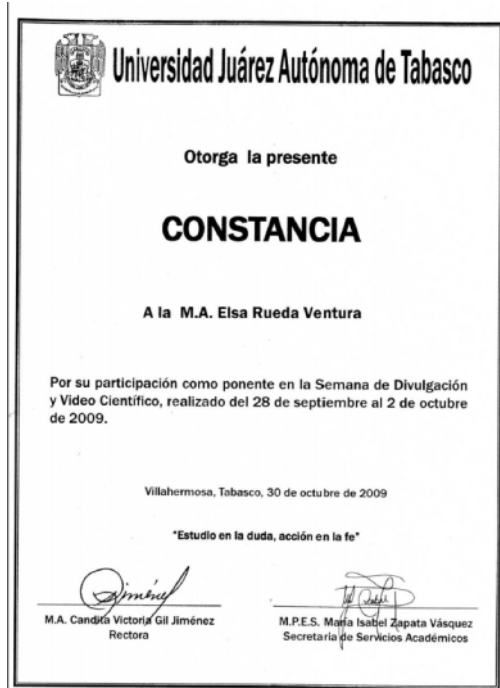 Universidad Juárez Autónoma de Tabasco
Otorga la presente
CONSTANCIA
A la M.A. Elsa Rueda Ventura
Por su participación como ponente en la Semana de Divulgación
y Video Científico, realizado del 28 de septiembre al 2 de octubre
de 2009.
Villahermosa, Tabasco, 30 de octubre de 2009
"Estudio en la duda, acción en la fe"
M.A. Candita Victoria Gil Jiménez
Rectora
M.P.E.S. María Isabel Zapata Vásquez
Secretaria de Servicios Académicos